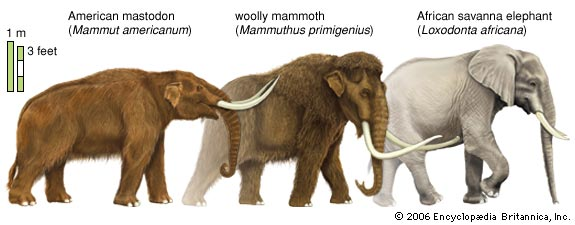 American mastodon
(Mammut americanum)
woolly mammoth
(Mammuthus primigenius)
African savanna elephant
(Loxodonta africana)
1 m
3 feet
© 2006 Encyclopædia Britannica, Inc.